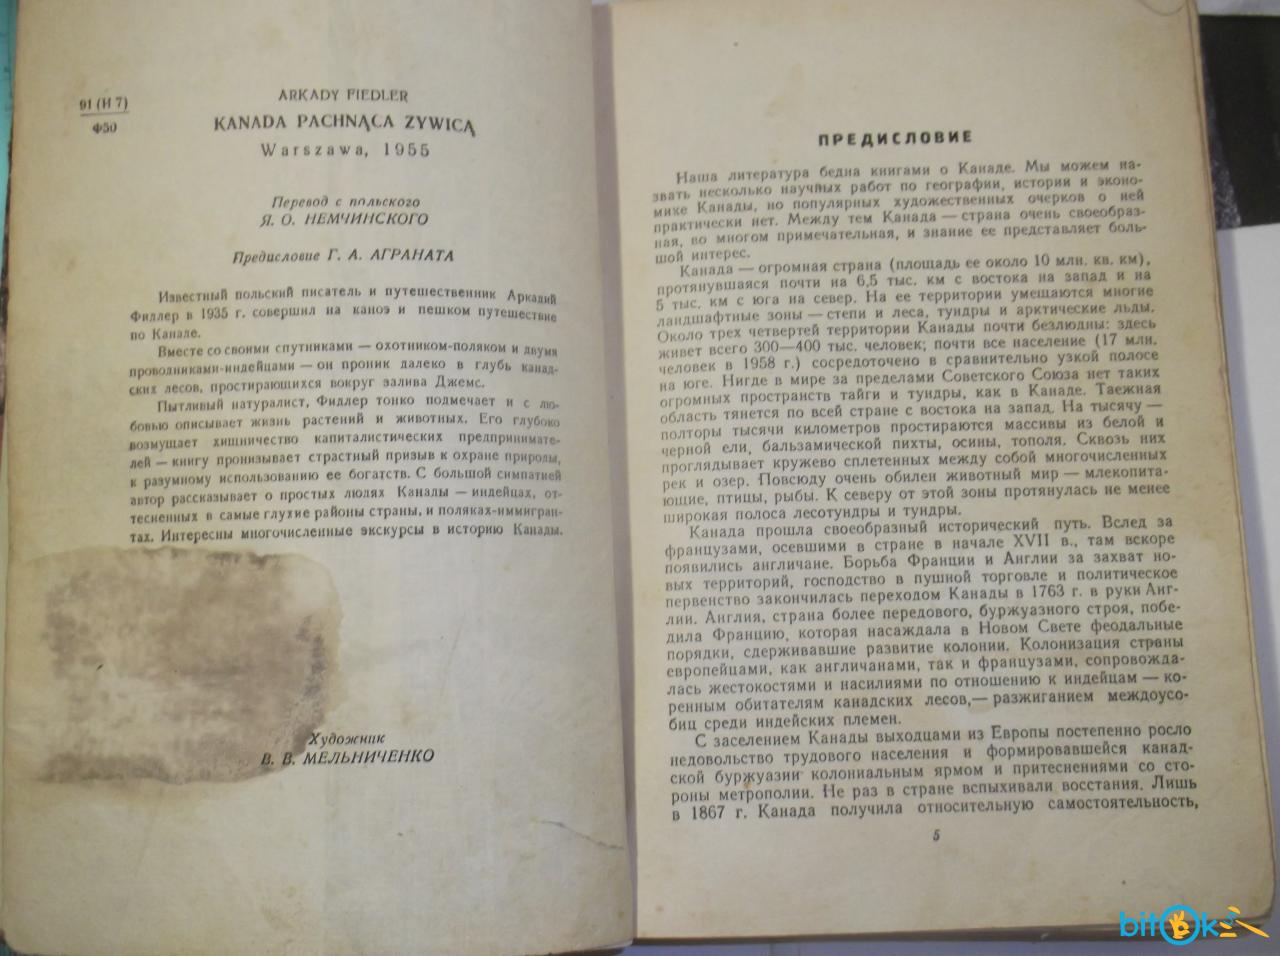 91 (И 7)
Ф50
ARKADY FIEDLER
KANADA PACHNĄCA ZYWICĄ
Warszawa, 1955
Перевод с польского
Я. О. НЕМЧИНСКОГО
Предисловие Г. А. АГРАНАТА
Известный польский писатель и путешественник Аркадий
Фидлер в 1935 г. совершил на каноэ и пешком путешествие
по Канаде.
Вместе со своими спутниками — охотником-поляком и двумя
проводниками-индейцами — он проник далеко в глубь канад-
ских лесов, простирающихся вокруг залива Джемс.
Пытливый натуралист, Фидлер тонко подмечает и с лю-
бовью описывает жизнь растений и животных. Его глубоко
возмущает хищничество капиталистических предпринимате-
лей — книгу пронизывает страстный призыв к охране природы,
к разумному использованию ее богатств. С большой симпатией
автор рассказывает о простых людях Канады — индейцах, от-
тесненных в самые глухие районы страны, и поляках-иммигран-
тах. Интересны многочисленные экскурсы в историю Канады.
Художник
В. В. МЕЛЬНИЧЕНКО
ПРЕДИСЛОВИЕ
Наша литература бедна книгами о Канаде. Мы можем на-
звать несколько научных работ по географии, истории и эконо-
мике Канады, но популярных художественных очерков о ней
практически нет. Между тем Канада — страна очень своеобраз-
ная, во многом примечательная, и знание ее представляет боль-
шой интерес.
Канада — огромная страна (площадь ее около 10 млн. кв. км),
протянувшаяся почти на 6,5 тыс. км с востока на запад и на
5 тыс. км с юга на север. На ее территории умещаются многие
ландшафтные зоны — степи и леса, тундры и арктические льды.
Около трех четвертей территории Канады почти безлюдны: здесь
живет всего 300—400 тыс. человек; почти все население (17 млн.
человек в 1958 г.) сосредоточено в сравнительно узкой полосе
на юге. Нигде в мире за пределами Советского Союза нет таких
огромных пространств тайги и тундры, как в Канаде. Таежная
область тянется по всей стране с востока на запад. На тысячу —
полторы тысячи километров простираются массивы из белой и
черной ели, бальзамической пихты, осины, тополя. Сквозь них
проглядывает кружево сплетенных между собой многочисленных
рек и озер. Повсюду очень обилен животный мир — млекопита-
ющие, птицы, рыбы. К северу от этой зоны протянулась не менее
широкая полоса лесотундры и тундры.
Канада прошла своеобразный исторический путь. Вслед за
французами, осевшими в стране в начале XVII в., там вскоре
появились англичане. Борьба Франции и Англии за захват но-
вых территорий, господство в пушной торговле и политическое
первенство закончилась переходом Канады в 1763 г. в руки Анг-
лии. Англия, страна более передового, буржуазного строя, побе-
дила Францию, которая насаждала в Новом Свете феодальные
порядки, сдерживавшие развитие колонии. Колонизация страны
европейцами, как англичанами, так и французами, сопровожда-
лась жестокостями и насилиями по отношению к индейцам — ко-
ренным обитателям канадских лесов,— разжиганием междоусо-
биц среди индейских племен.
С заселением Канады выходцами из Европы постепенно росло
недовольство трудового населения и формировавшейся канад-
ской буржуазии колониальным ярмом и притеснениями со сто-
роны метрополии. Не раз в стране вспыхивали восстания. Лишь
в 1867 г. Канада получила относительную самостоятельность,
5
bitOk